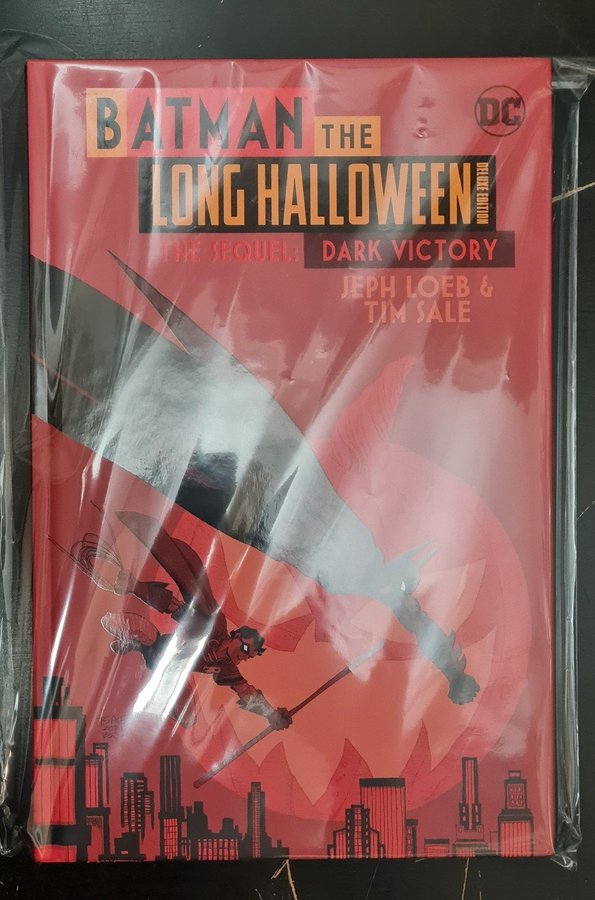 DC
BATMAN THE
LONG HALLOWEEN DELUXE EDITION
THE SEQUEL: DARK VICTORY
JEPH LOEB &
TIM SALE